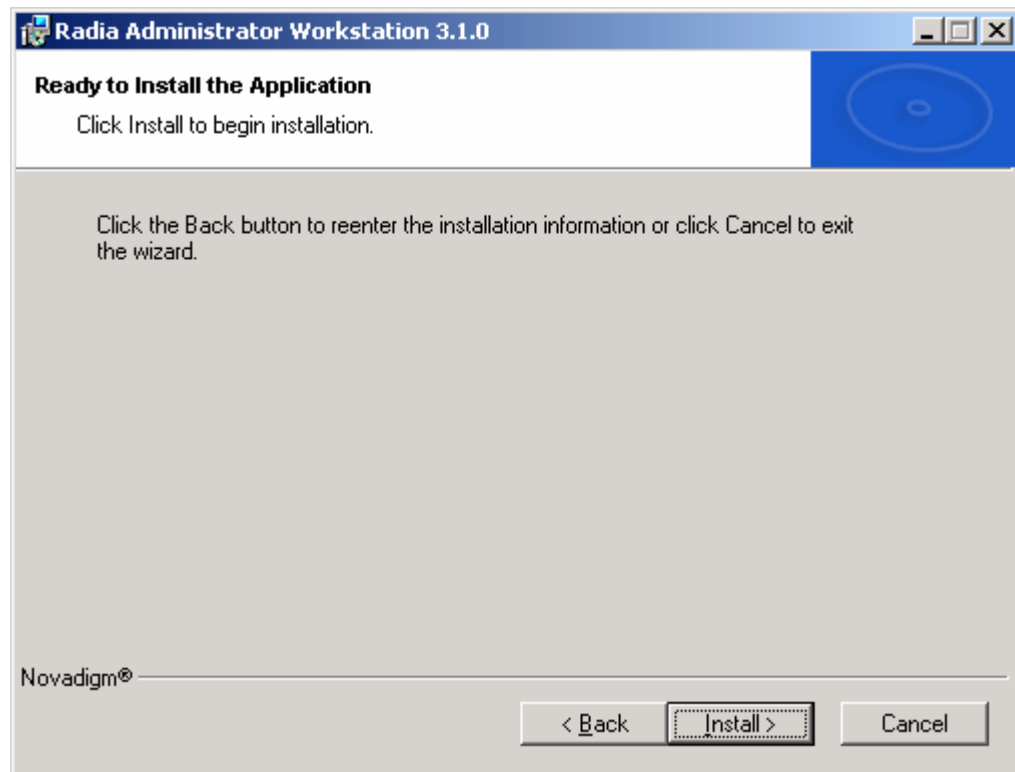 Radia Administrator Workstation 3.1.0
Ready to Install the Application
Click Install to begin installation.
Click the Back button to reenter the installation information or click Cancel to exit
the wizard.
Novadigm®
< Back
Install >
Cancel